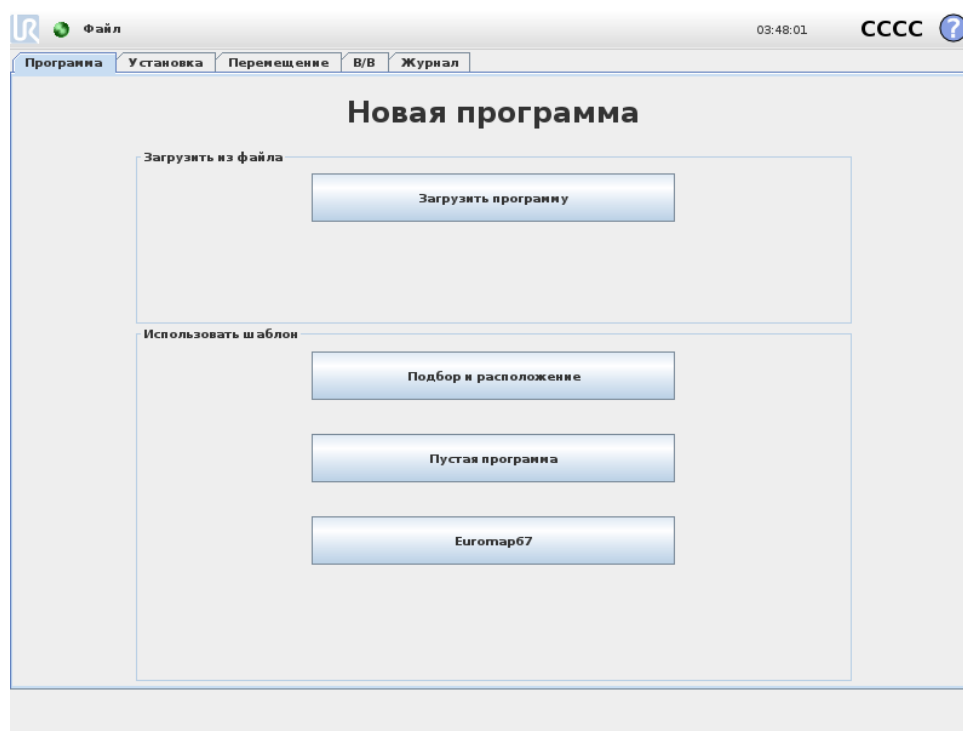 UR Файл 03:48:01 CCCC ?
Программа Установка Перемещение В/В Журнал
Новая программа
Загрузить из файла
Загрузить программу
Использовать шаблон
Подбор и расположение
Пустая программа
Euromap67